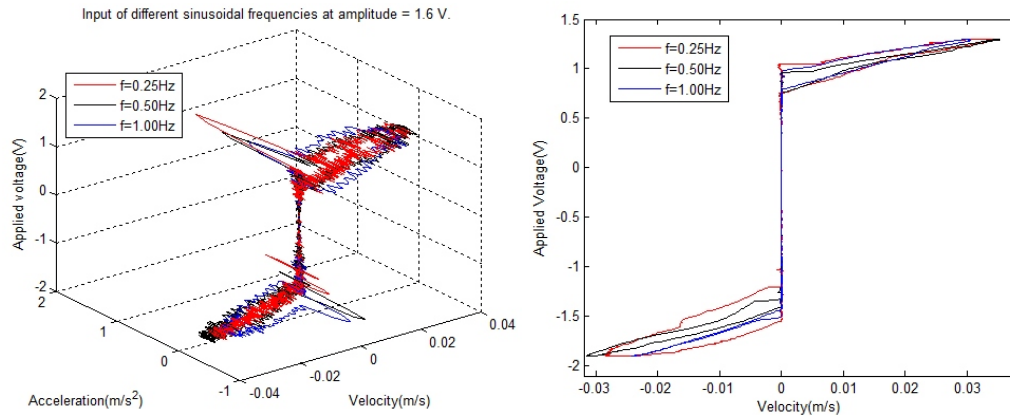 Input of different sinusoidal frequencies at amplitude = 1.6 V.
f=0.25Hz
f=0.50Hz
f=1.00Hz
Applied voltage(V)
2
1
0
-1
-2
2
1
0
-1
Acceleration(m/s²)
-0.04
-0.02
0
0.02
0.04
Velocity(m/s)
f=0.25Hz
f=0.50Hz
f=1.00Hz
Applied Voltage(V)
1.5
1
0.5
0
-0.5
-1
-1.5
-2
-0.03
-0.02
-0.01
0
0.01
0.02
0.03
Velocity(m/s)